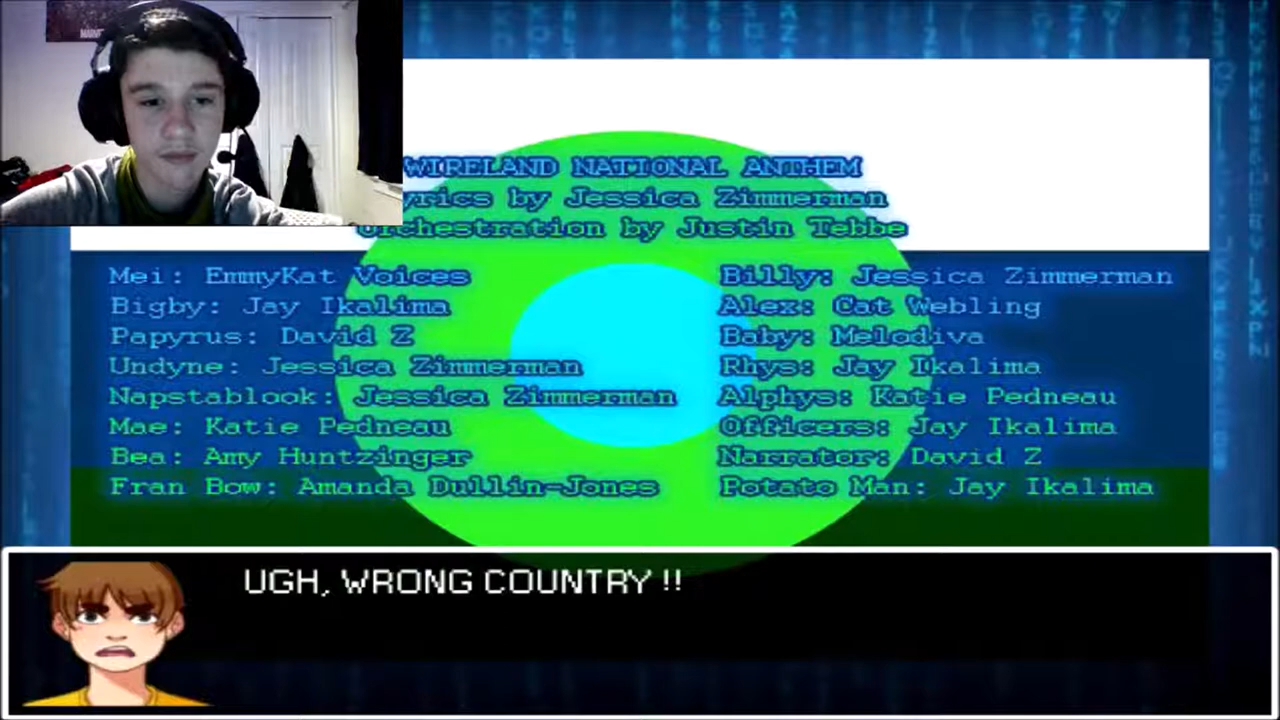 MARVEL
WIRELAND NATIONAL ANTHEM
yrics by Jessica Zimmerman
Orchestration by Justin Tebbe
Mei: EmmyKat Voices
Bigby: Jay Ikalima
Papyrus: David Z
Undyne: Jessica Zimmerman
Napstablook: Jessica Zimmerman
Mae: Katie Pedneau
Bea: Amy Huntzinger
Fran Bow: Amanda Dullin-Jones
Billy: Jessica Zimmerman
Alex: Cat Webling
Baby: Melodiva
Rhys: Jay Ikalima
Alphys: Katie Pedneau
Officers: Jay Ikalima
Narrator: David Z
Potato Man: Jay Ikalima
UGH, WRONG COUNTRY !!